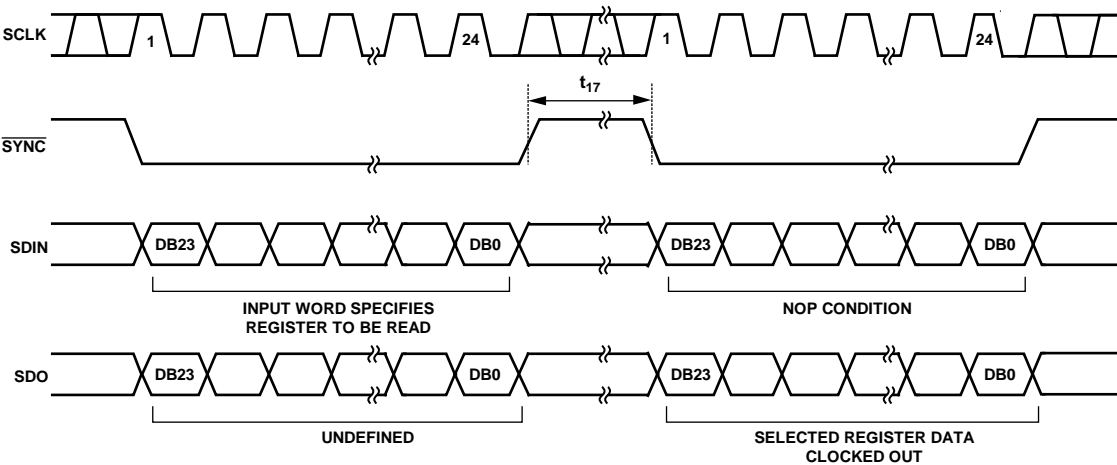 SCLK 1 24 1 24
t17
SYNC
SDIN DB23 DB0 DB23 DB0
INPUT WORD SPECIFIES
REGISTER TO BE READ
NOP CONDITION
SDO DB23 DB0 DB23 DB0
UNDEFINED
SELECTED REGISTER DATA
CLOCKED OUT